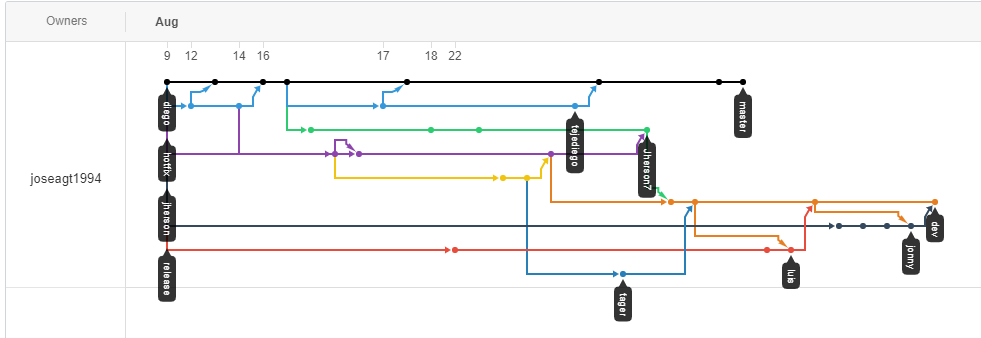 Owners Aug
9 12 14 16 17 18 22
joseagt1994
diego
hotfix
jherson
release
tejediego
tager
Jherson7
master
luis
jonny
dev